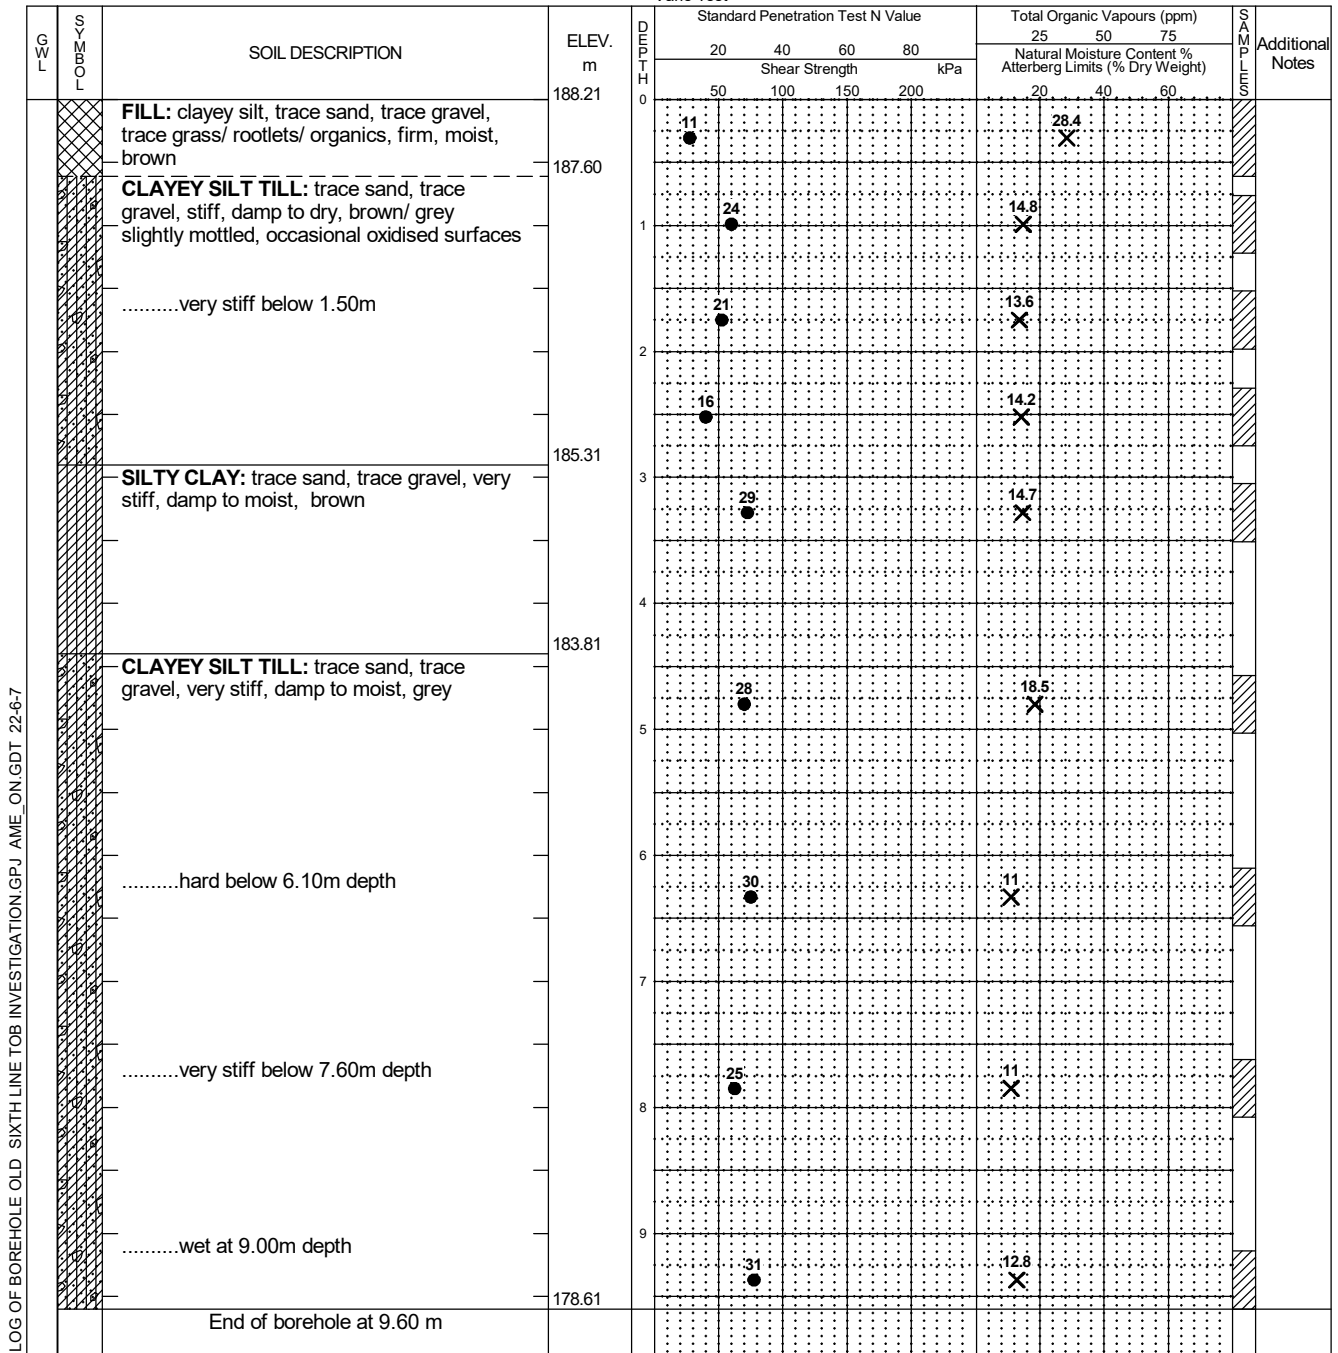 Standard Penetration Test N Value
Total Organic Vapours (ppm)
GWL
SYMBOL
SOIL DESCRIPTION
ELEV.
m
DEPTH
20 40 60 80
25 50 75
Shear Strength kPa
Natural Moisture Content %
Atterberg Limits (% Dry Weight)
SAMPLES
Additional
Notes
188.21
0
50 100 150 200
20 40 60
FILL: clayey silt, trace sand, trace gravel,
trace grass/ rootlets/ organics, firm, moist,
brown
11
28.4
187.60
CLAYEY SILT TILL: trace sand, trace
gravel, stiff, damp to dry, brown/ grey
slightly mottled, occasional oxidised surfaces
24
14.8
1
..........very stiff below 1.50m
21
13.6
2
16
14.2
185.31
SILTY CLAY: trace sand, trace gravel, very
stiff, damp to moist, brown
3
29
14.7
4
183.81
CLAYEY SILT TILL: trace sand, trace
gravel, very stiff, damp to moist, grey
28
18.5
5
6
..........hard below 6.10m depth
30
11
7
..........very stiff below 7.60m depth
25
11
8
9
..........wet at 9.00m depth
31
12.8
178.61
End of borehole at 9.60 m
LOG OF BOREHOLE OLD SIXTH LINE TOB INVESTIGATION.GPJ AME_ON.GDT 22-6-7